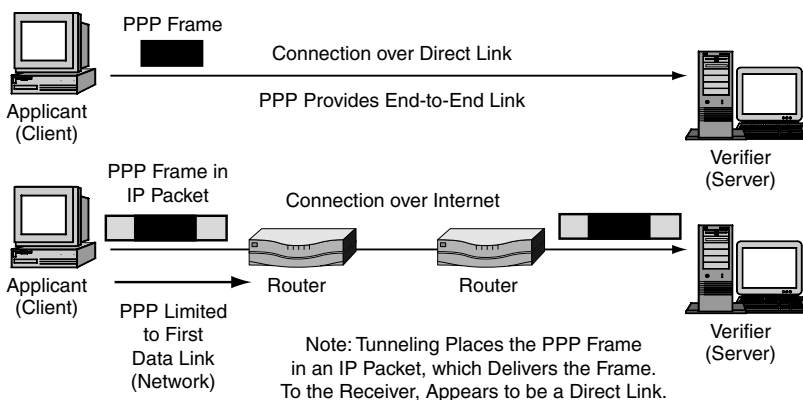 PPP Frame
Connection over Direct Link
PPP Provides End-to-End Link
Applicant
(Client)
Verifier
(Server)
PPP Frame in
IP Packet
Connection over Internet
Applicant
(Client)
Router
Router
PPP Limited
to First
Data Link
(Network)
Verifier
(Server)
Note: Tunneling Places the PPP Frame
in an IP Packet, which Delivers the Frame.
To the Receiver, Appears to be a Direct Link.